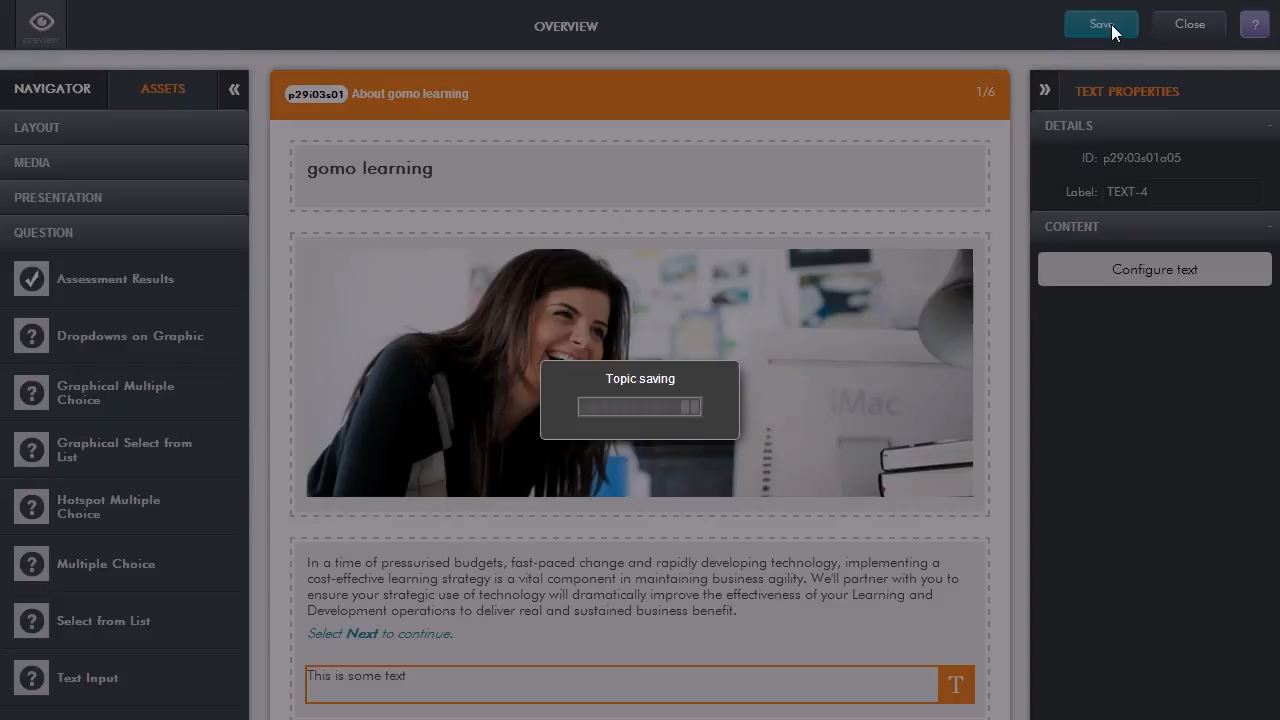 preview
OVERVIEW
Save
Close
?
NAVIGATOR
ASSETS
«
LAYOUT
MEDIA
PRESENTATION
QUESTION
Assessment Results
? Dropdowns on Graphic
? Graphical Multiple
Choice
? Graphical Select from
List
? Hotspot Multiple
Choice
? Multiple Choice
? Select from List
? Text Input
p29i03s01 About gomo learning
1/6
gomo learning
iMac
Topic saving
In a time of pressurised budgets, fast-paced change and rapidly developing technology, implementing a
cost-effective learning strategy is a vital component in maintaining business agility. We'll partner with you to
ensure your strategic use of technology will dramatically improve the effectiveness of your Learning and
Development operations to deliver real and sustained business benefit.
Select Next to continue.
This is some text
T
» TEXT PROPERTIES
DETAILS -
ID: p29i03s01a05
Label: TEXT-4
CONTENT -
Configure text